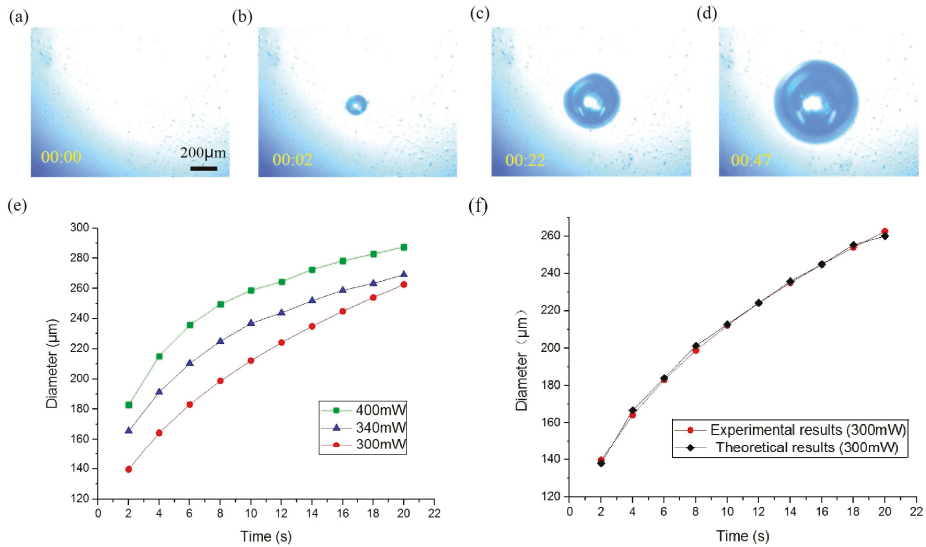 (a)
(b)
(c)
(d)
00:00
200μm
00:02
00:22
00:47
(e)
300
280
260
240
220
200
180
160
140
120
Diameter (μm)
400mW
340mW
300mW
0 2 4 6 8 10 12 14 16 18 20 22
Time (s)
(f)
260
240
220
200
180
160
140
120
Diameter (μm)
Experimental results (300mW)
Theoretical results (300mW)
0 2 4 6 8 10 12 14 16 18 20 22
Time (s)